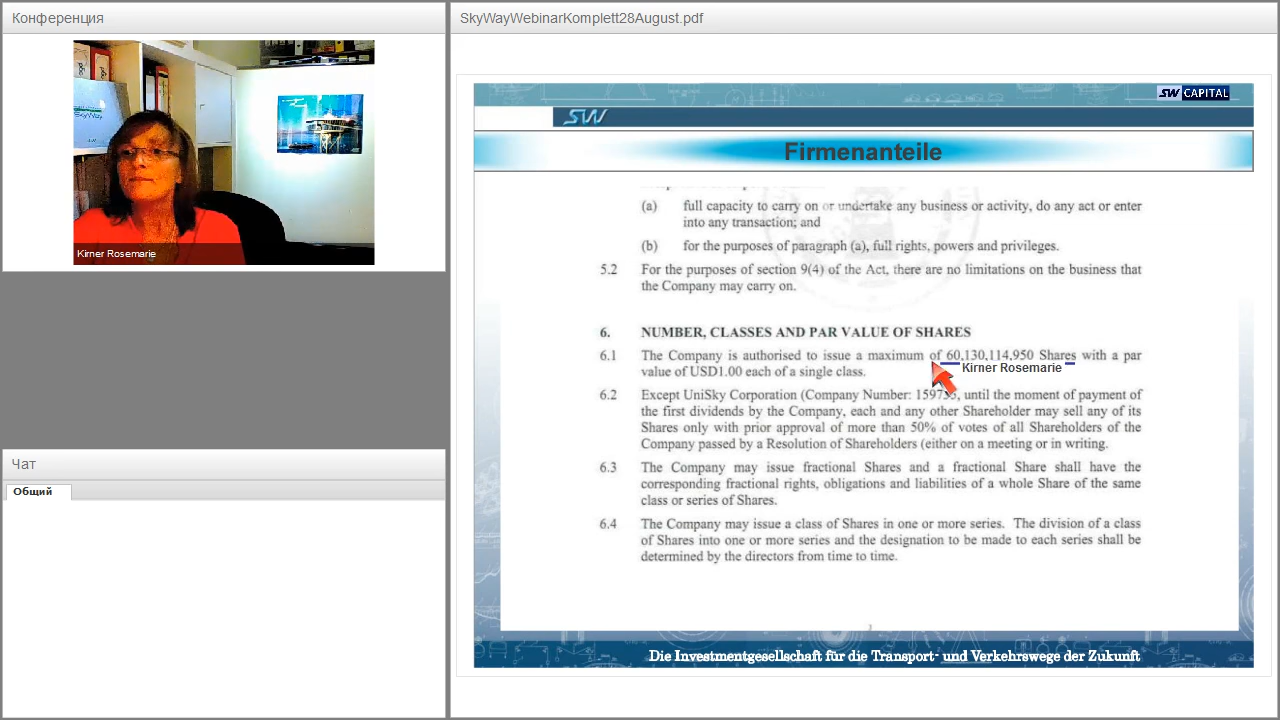 Конференция
SkyWay
Kirner Rosemarie
Чат
Общий
SkyWayWebinarKomplett28August.pdf
SW CAPITAL
SW
Firmenanteile
(a) full capacity to carry on or undertake any business or activity, do any act or enter
into any transaction; and
(b) for the purposes of paragraph (a), full rights, powers and privileges.
5.2 For the purposes of section 9(4) of the Act, there are no limitations on the business that
the Company may carry on.
6. NUMBER, CLASSES AND PAR VALUE OF SHARES
6.1 The Company is authorised to issue a maximum of 60,130,114,950 Shares with a par
value of USD1.00 each of a single class.
Kirner Rosemarie
6.2 Except UniSky Corporation (Company Number: until the moment of payment of
the first dividends by the Company, each and any other Shareholder may sell any of its
Shares only with prior approval of more than 50% of votes of all Shareholders of the
Company passed by a Resolution of Shareholders (either on a meeting or in writing.
6.3 The Company may issue fractional Shares and a fractional Share shall have the
corresponding fractional rights, obligations and liabilities of a whole Share of the same
class or series of Shares.
6.4 The Company may issue a class of Shares in one or more series. The division of a class
of Shares into one or more series and the designation to be made to each series shall be
determined by the directors from time to time.
Die Investmentgesellschaft für die Transport- und Verkehrswege der Zukunft